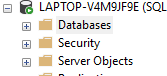 LAPTOP-V4M9JF9E (SQL
Databases
Security
Server Objects